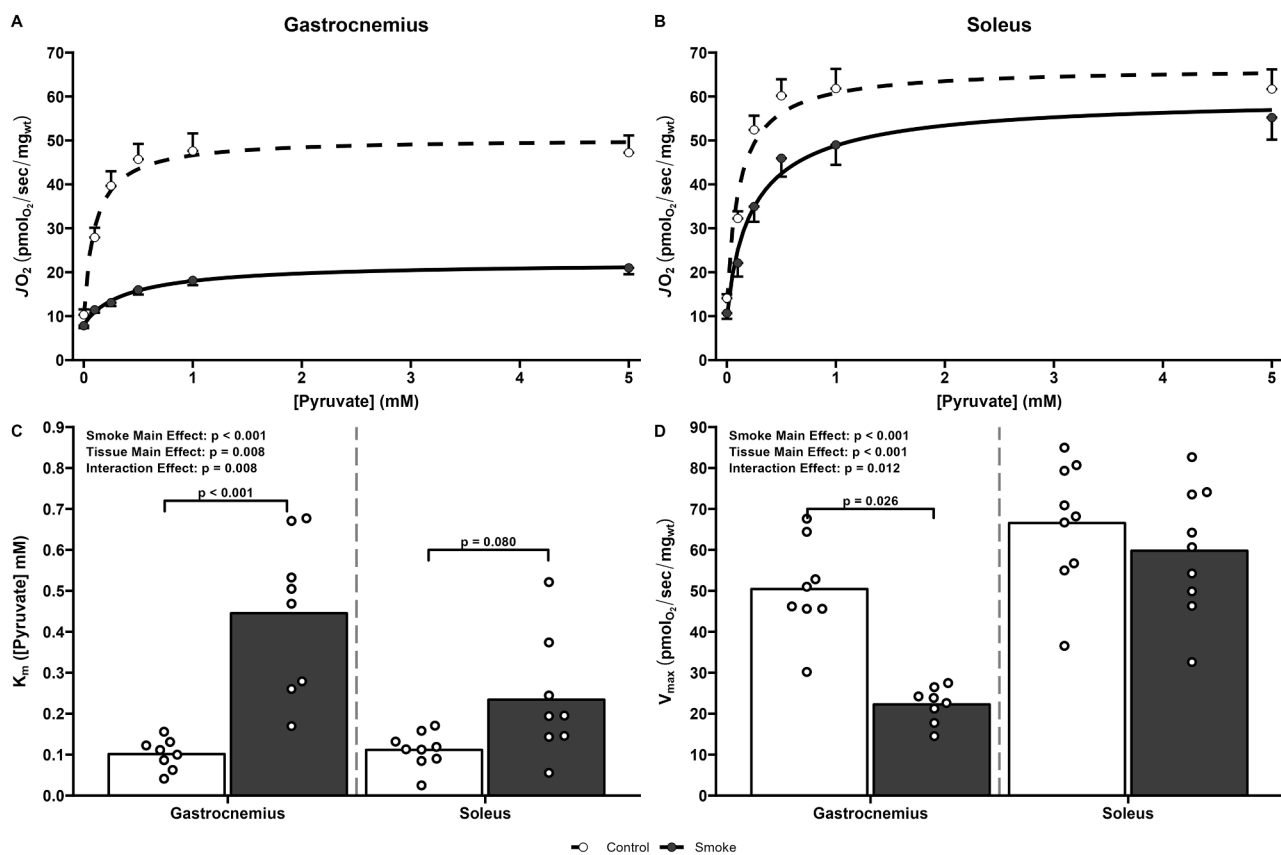 A
Gastrocnemius
B
Soleus
70
60
50
40
30
20
10
0
JO2 (pmolO2/sec/mgwt)
0 1 2 3 4 5
[Pyruvate] (mM)
70
60
50
40
30
20
10
0
JO2 (pmolO2/sec/mgwt)
0 1 2 3 4 5
[Pyruvate] (mM)
C
Smoke Main Effect: p < 0.001
Tissue Main Effect: p = 0.008
Interaction Effect: p = 0.008
p < 0.001
p = 0.080
0.9
0.8
0.7
0.6
0.5
0.4
0.3
0.2
0.1
0.0
Km ([Pyruvate] mM)
Gastrocnemius Soleus
D
Smoke Main Effect: p < 0.001
Tissue Main Effect: p < 0.001
Interaction Effect: p = 0.012
p = 0.026
90
80
70
60
50
40
30
20
10
0
Vmax (pmolO2/sec/mgwt)
Gastrocnemius Soleus
Control Smoke